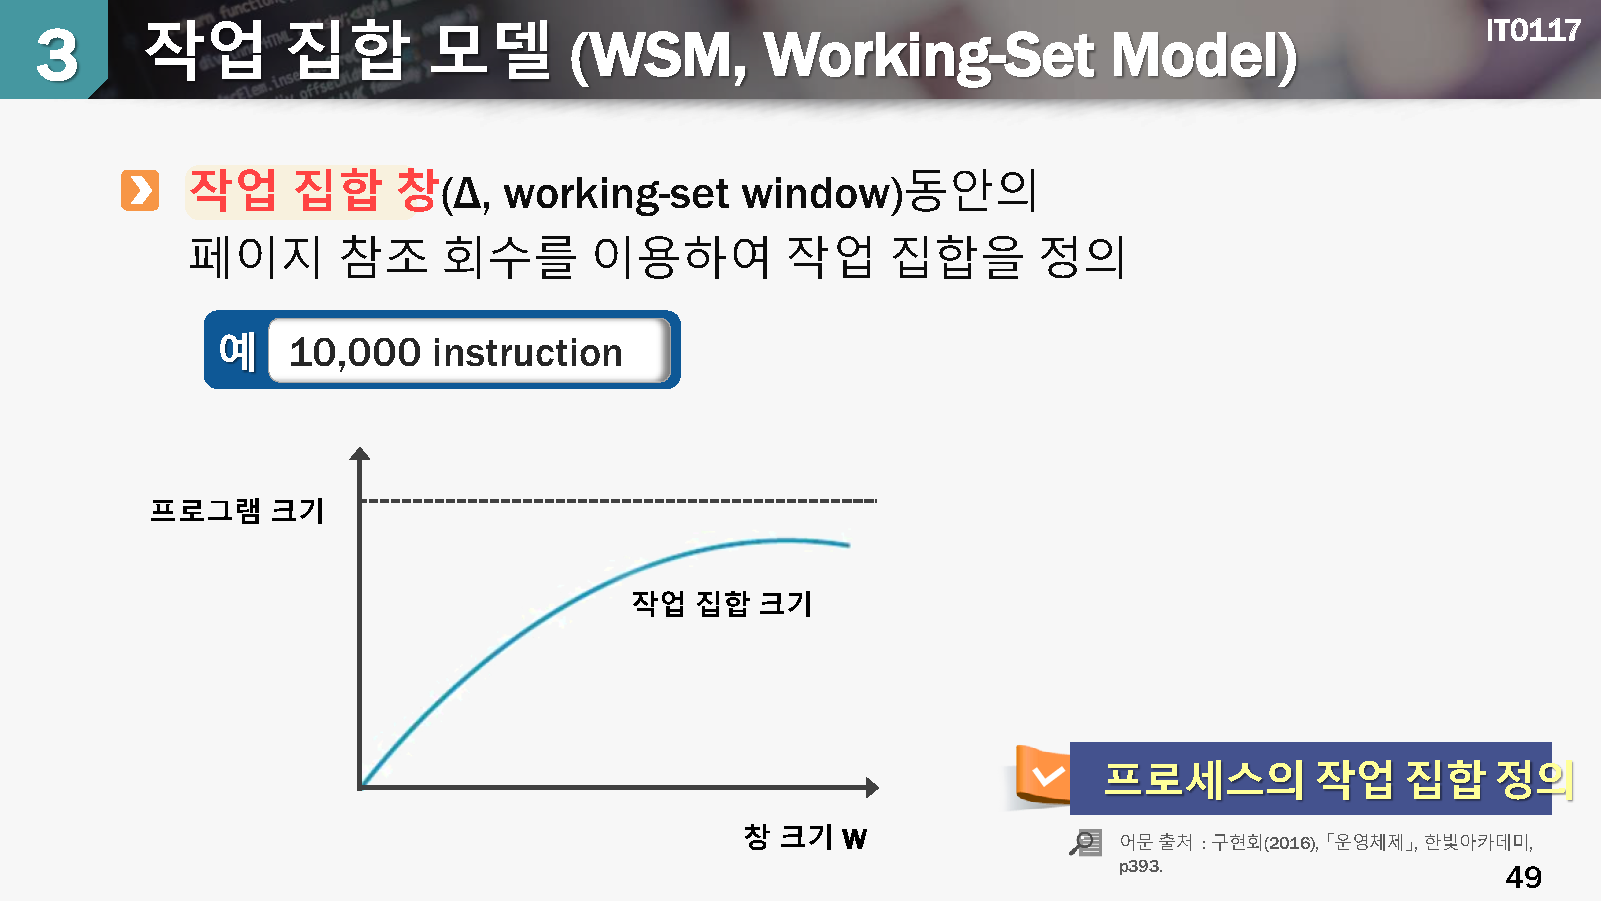 3
작업 집합 모델 (WSM, Working-Set Model)
IT0117
작업 집합 창(Δ, working-set window)동안의
페이지 참조 회수를 이용하여 작업 집합을 정의
예 10,000 instruction
프로그램 크기
작업 집합 크기
창 크기 W
프로세스의 작업 집합 정의
어문 출처 : 구현회(2016), 「운영체제」, 한빛아카데미,
p393.
49